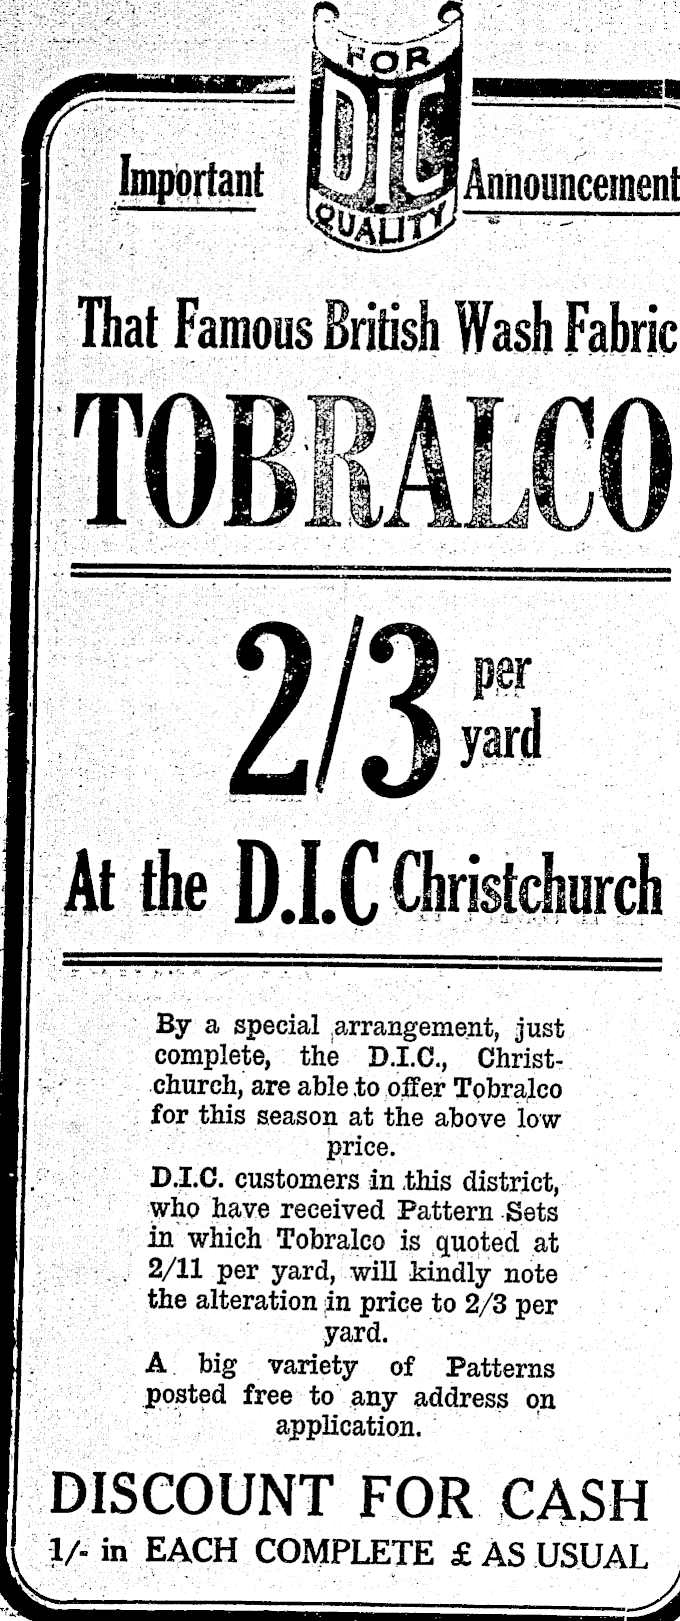 FOR
DIC
QUALITY
Important Announcement
That Famous British Wash Fabric
TOBRALCO
2/3 per
yard
At the D.I.C Christchurch
By a special arrangement, just
complete, the D.I.C., Christ-
church, are able to offer Tobralco
for this season at the above low
price.
D.I.C. customers in this district,
who have received Pattern Sets
in which Tobralco is quoted at
2/11 per yard, will kindly note
the alteration in price to 2/3 per
yard.
A big variety of Patterns
posted free to any address on
application.
DISCOUNT FOR CASH
1/- in EACH COMPLETE £ AS USUAL